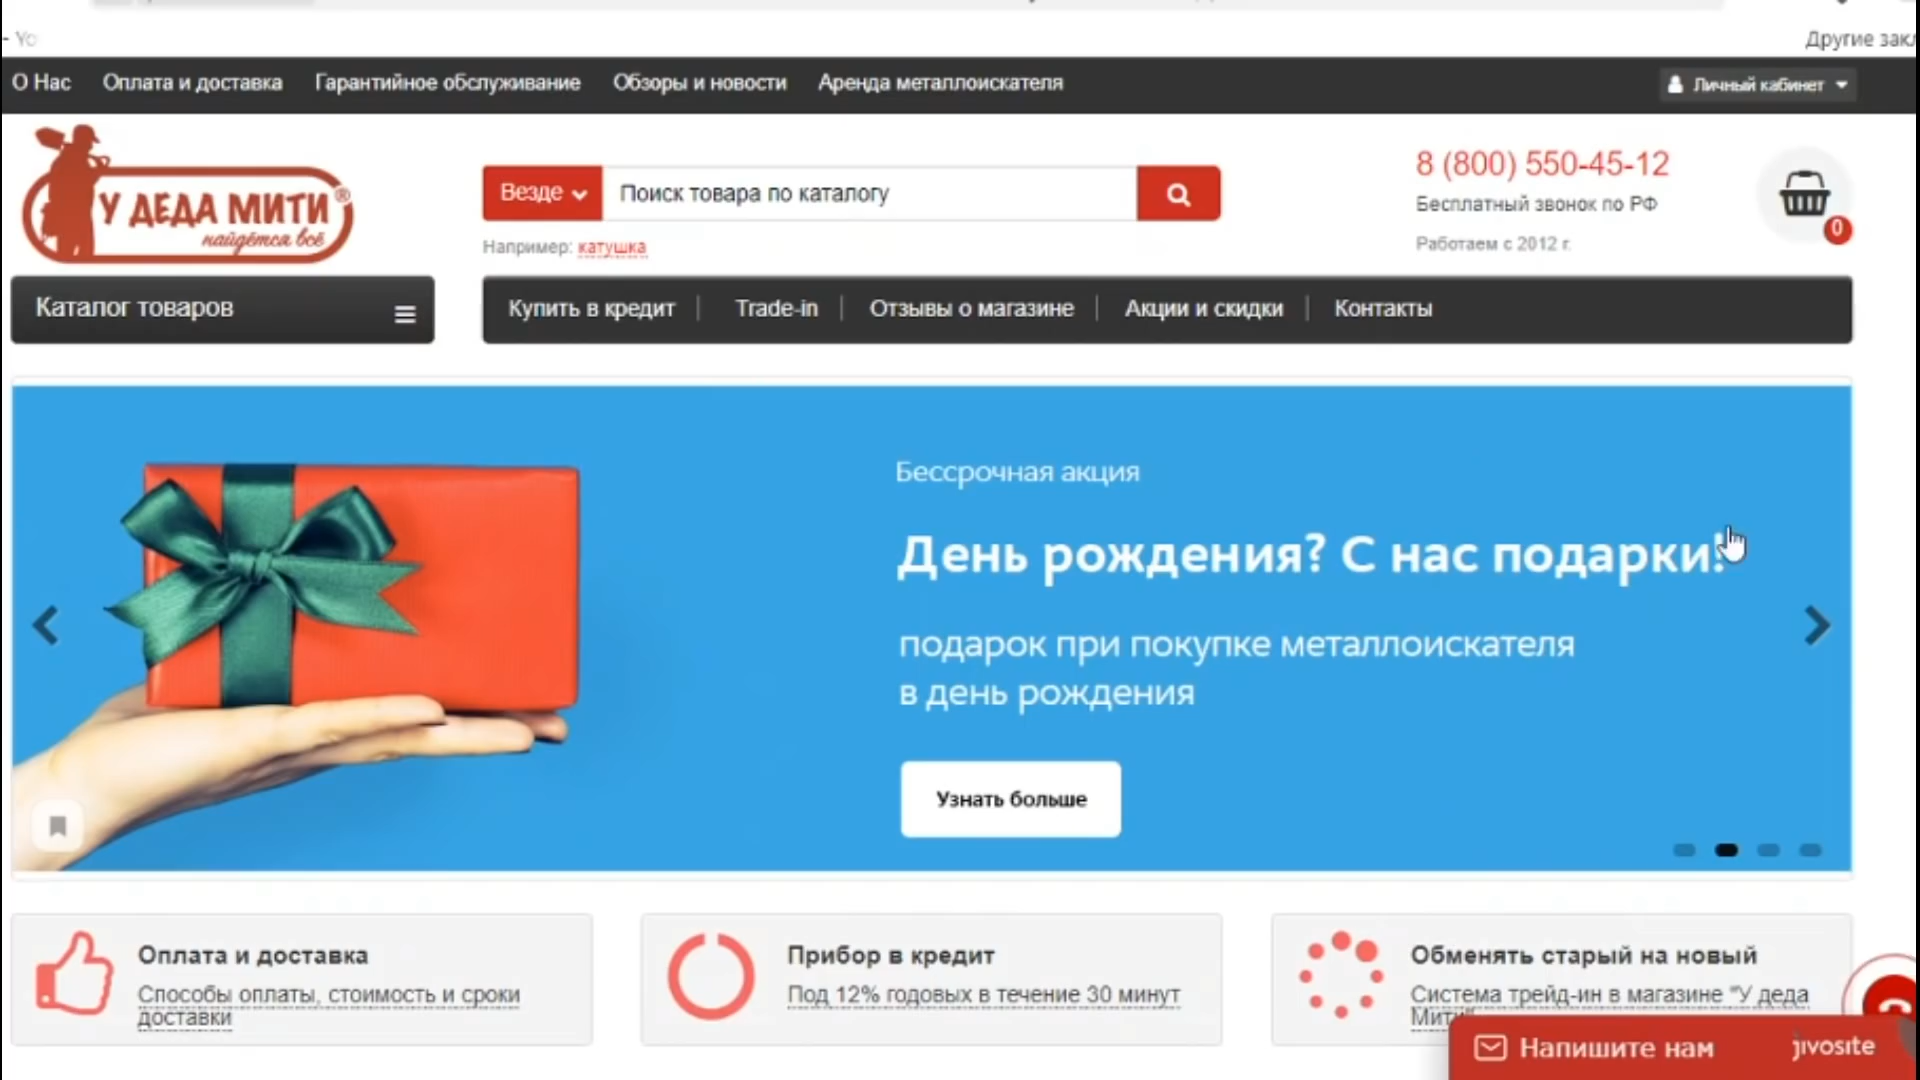 Другие зак
О Нас Оплата и доставка Гарантийное обслуживание Обзоры и новости Аренда металлоискателя Личный кабинет
У ДЕДА МИТИ®
найдётся всё
Везде Поиск товара по каталогу
Например: катушка
8 (800) 550-45-12
Бесплатный звонок по РФ
Работаем с 2012 г.
0
Каталог товаров
Купить в кредит | Trade-in | Отзывы о магазине | Акции и скидки | Контакты
Бессрочная акция
День рождения? С нас подарки!
подарок при покупке металлоискателя
в день рождения
Узнать больше
Оплата и доставка
Способы оплаты, стоимость и сроки
доставки
Прибор в кредит
Под 12% годовых в течение 30 минут
Обменять старый на новый
Система трейд-ин в магазине "У деда
Мити"
Напишите нам jivosite